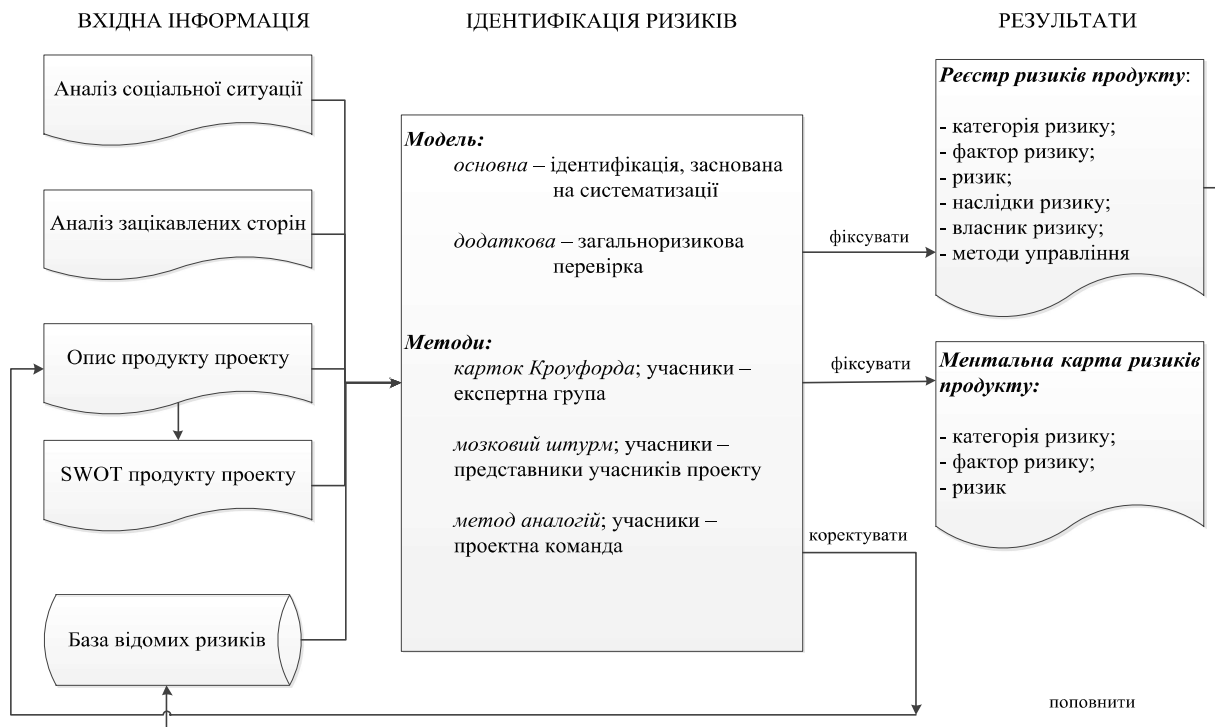 ВХІДНА ІНФОРМАЦІЯ
ІДЕНТИФІКАЦІЯ РИЗИКІВ
РЕЗУЛЬТАТИ
Аналіз соціальної ситуації
Аналіз зацікавлених сторін
Опис продукту проекту
SWOT продукту проекту
База відомих ризиків
Модель:
основна – ідентифікація, заснована
на систематизації
додаткова – загальноризикова
перевірка
Методи:
карток Кроуфорда; учасники –
експертна група
мозковий штурм; учасники –
представники учасників проекту
метод аналогій; учасники –
проектна команда
фіксувати
фіксувати
коректувати
Реєстр ризиків продукту:
- категорія ризику;
- фактор ризику;
- ризик;
- наслідки ризику;
- власник ризику;
- методи управління
Ментальна карта ризиків
продукту:
- категорія ризику;
- фактор ризику;
- ризик
поповнити